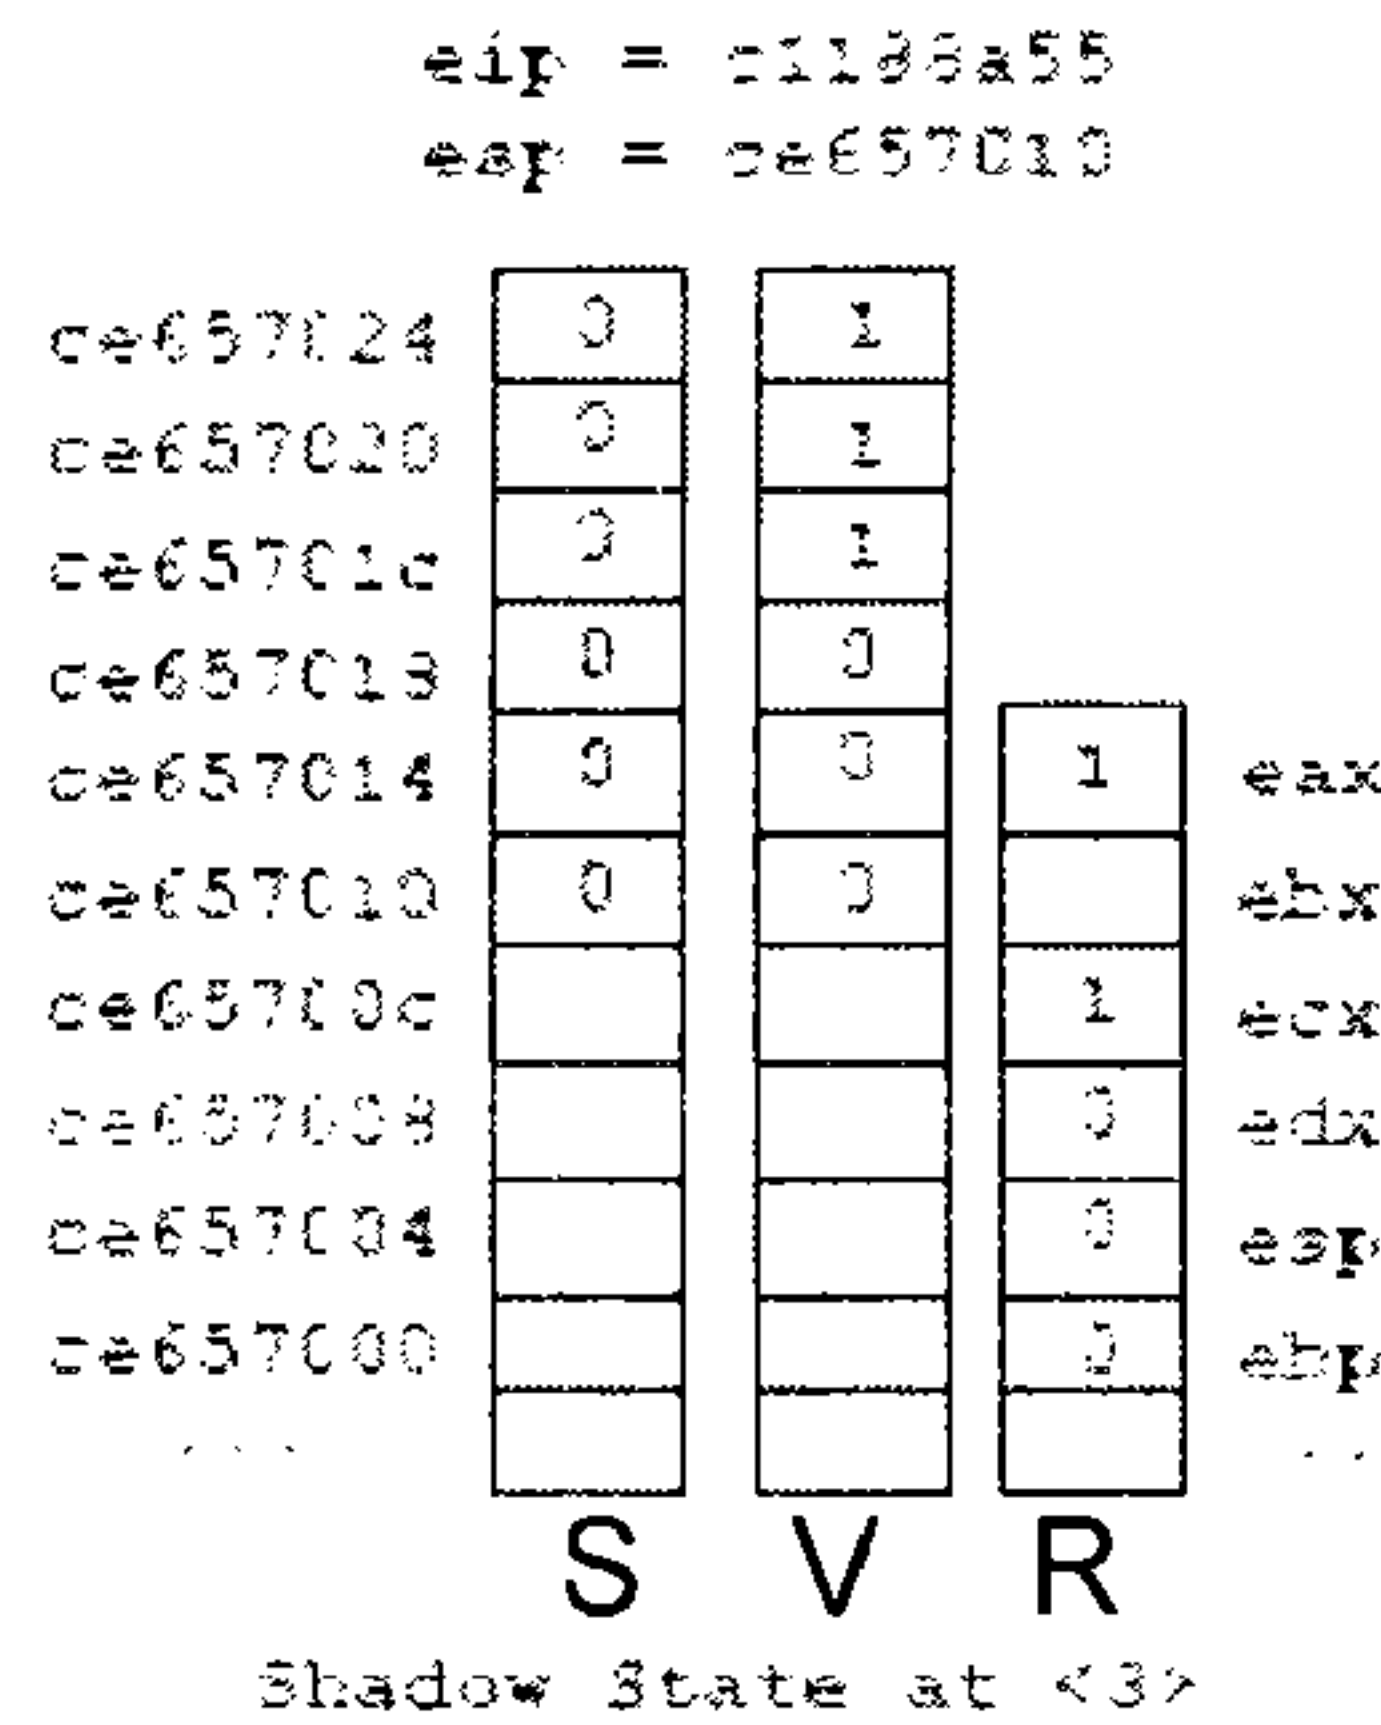 esp = ce657010
ce657024 0 1
ce657020 0 1
ce65701c 0 1
ce657018 0 0
ce657014 0 0 1 eax
ce657010 0 0 ebx
ce65700c 1 ecx
ce657008 0 edx
ce657004 0 esp
ce657000 0 ebp
S V R
Shadow State at <3>